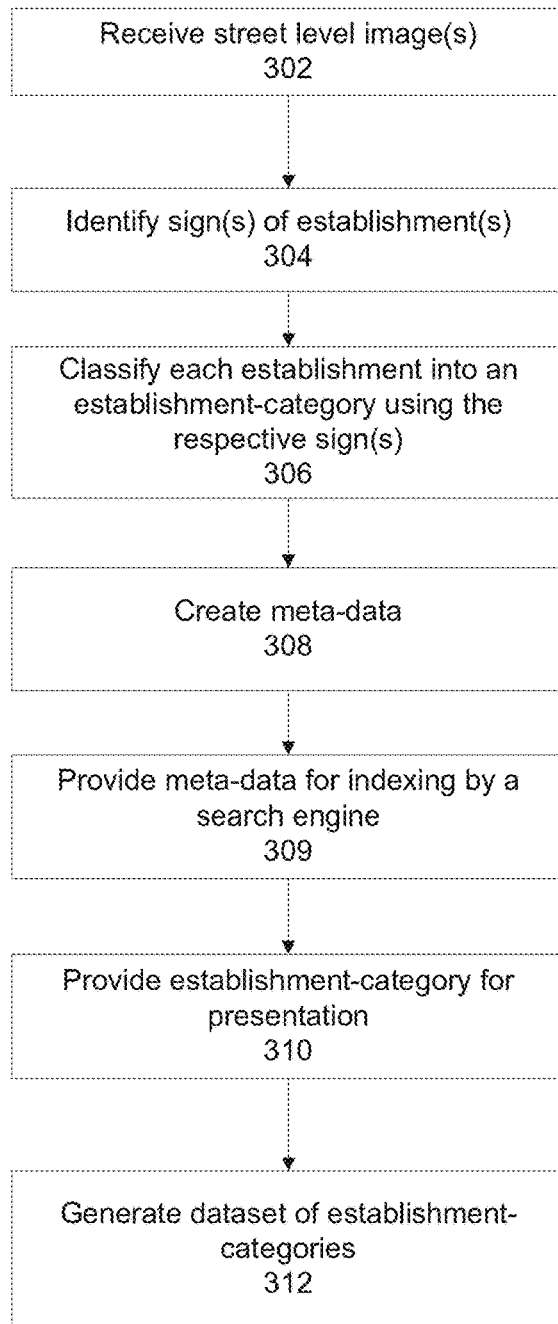 Receive street level image(s)
302
Identify sign(s) of establishment(s)
304
Classify each establishment into an
establishment-category using the
respective sign(s)
306
Create meta-data
308
Provide meta-data for indexing by a
search engine
309
Provide establishment-category for
presentation
310
Generate dataset of establishment-
categories
312